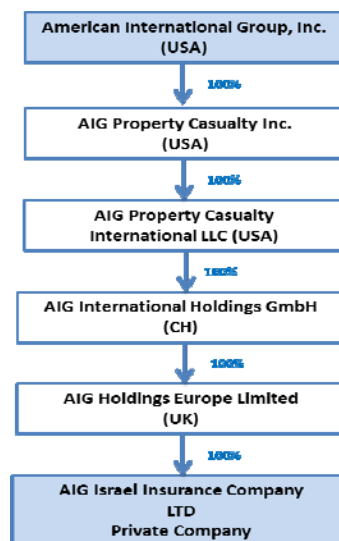 American International Group, Inc.
(USA)
100%
AIG Property Casualty Inc.
(USA)
100%
AIG Property Casualty
International LLC (USA)
100%
AIG International Holdings GmbH
(CH)
100%
AIG Holdings Europe Limited
(UK)
100%
AIG Israel Insurance Company
LTD
Private Company